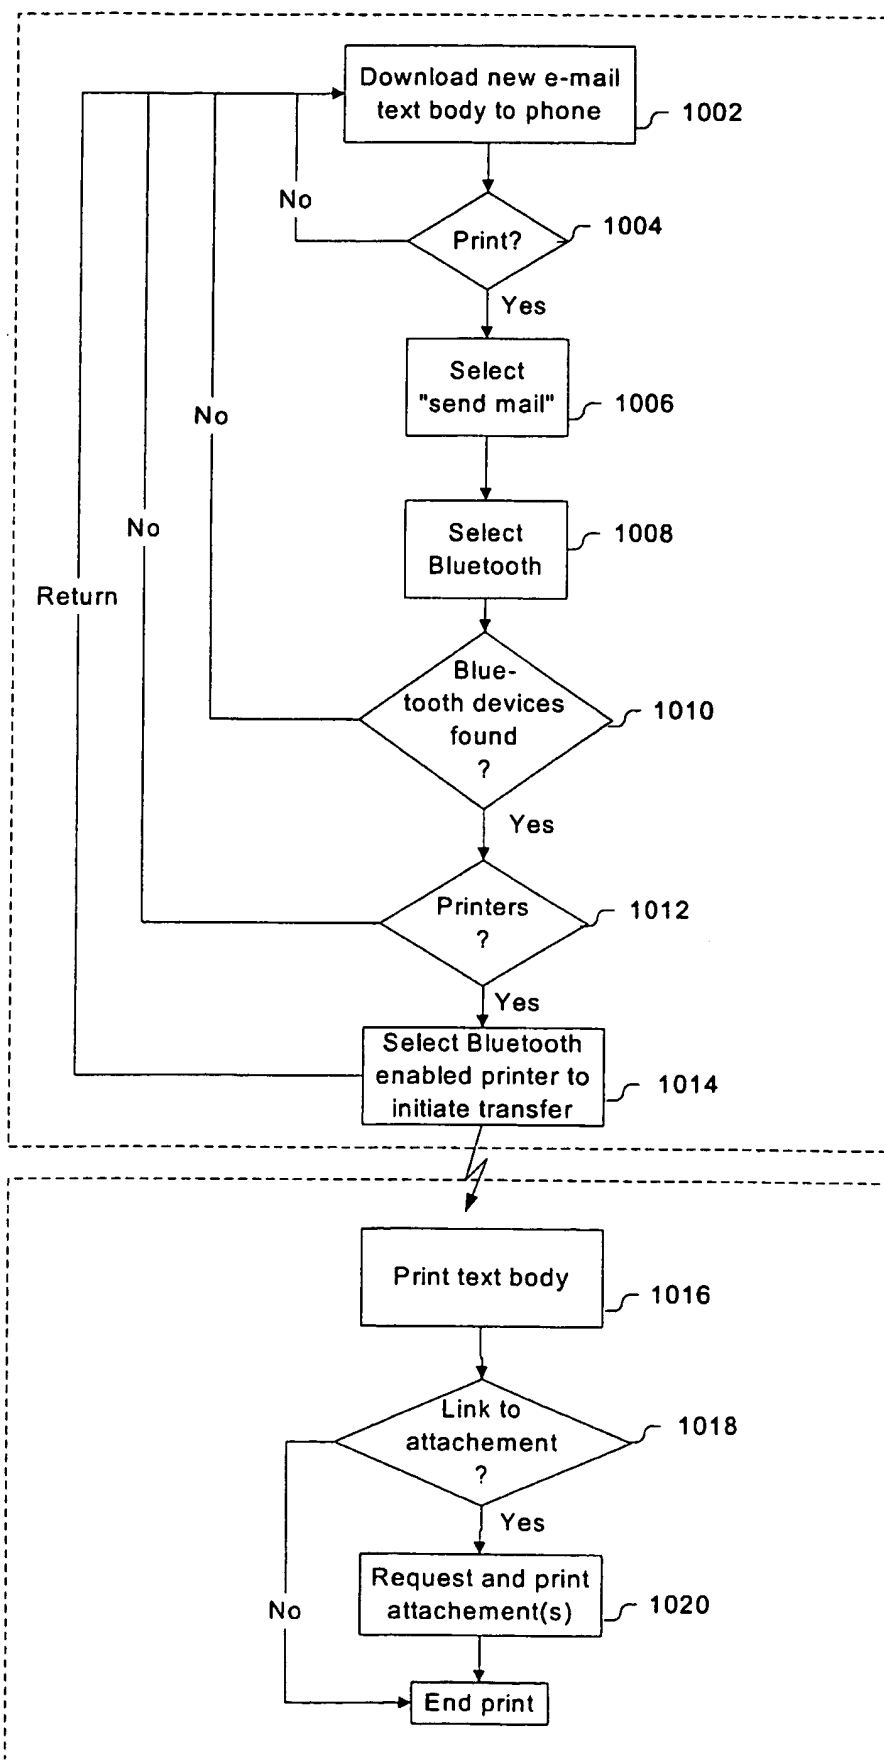 Download new e-mail
text body to phone
1002
No
Print?
1004
Yes
Select
"send mail"
1006
No
Select
Bluetooth
1008
No
Return
Blue-
tooth devices
found
?
1010
Yes
Printers
?
1012
Yes
Select Bluetooth
enabled printer to
initiate transfer
1014
Print text body
1016
Link to
attachement
?
1018
Yes
Request and print
attachement(s)
1020
No
End print